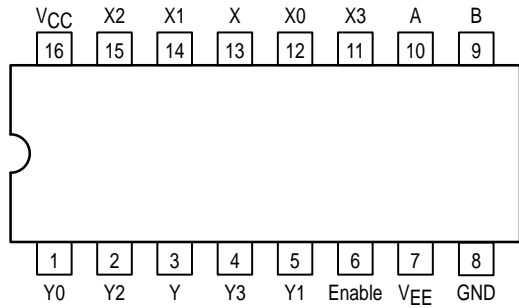 VCC X2 X1 X X0 X3 A B
16 15 14 13 12 11 10 9
1 2 3 4 5 6 7 8
Y0 Y2 Y Y3 Y1 Enable VEE GND